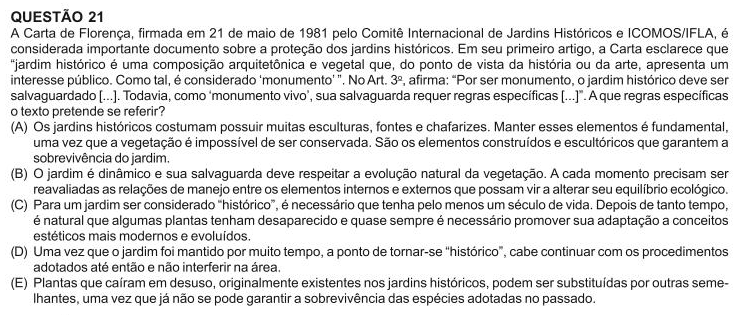 QUESTÃO 21
A Carta de Florença, firmada em 21 de maio de 1981 pelo Comitê Internacional de Jardins Históricos e ICOMOS/IFLA, é
considerada importante documento sobre a proteção dos jardins históricos. Em seu primeiro artigo, a Carta esclarece que
“jardim histórico é uma composição arquitetônica e vegetal que, do ponto de vista da história ou da arte, apresenta um
interesse público. Como tal, é considerado ‘monumento’ ”. No Art. 3º, afirma: “Por ser monumento, o jardim histórico deve ser
salvaguardado [...]. Todavia, como ‘monumento vivo’, sua salvaguarda requer regras específicas [...]”. A que regras específicas
o texto pretende se referir?
(A) Os jardins históricos costumam possuir muitas esculturas, fontes e chafarizes. Manter esses elementos é fundamental,
uma vez que a vegetação é impossível de ser conservada. São os elementos construídos e escultóricos que garantem a
sobrevivência do jardim.
(B) O jardim é dinâmico e sua salvaguarda deve respeitar a evolução natural da vegetação. A cada momento precisam ser
reavaliadas as relações de manejo entre os elementos internos e externos que possam vir a alterar seu equilíbrio ecológico.
(C) Para um jardim ser considerado “histórico”, é necessário que tenha pelo menos um século de vida. Depois de tanto tempo,
é natural que algumas plantas tenham desaparecido e quase sempre é necessário promover sua adaptação a conceitos
estéticos mais modernos e evoluídos.
(D) Uma vez que o jardim foi mantido por muito tempo, a ponto de tornar-se “histórico”, cabe continuar com os procedimentos
adotados até então e não interferir na área.
(E) Plantas que caíram em desuso, originalmente existentes nos jardins históricos, podem ser substituídas por outras seme-
lhantes, uma vez que já não se pode garantir a sobrevivência das espécies adotadas no passado.